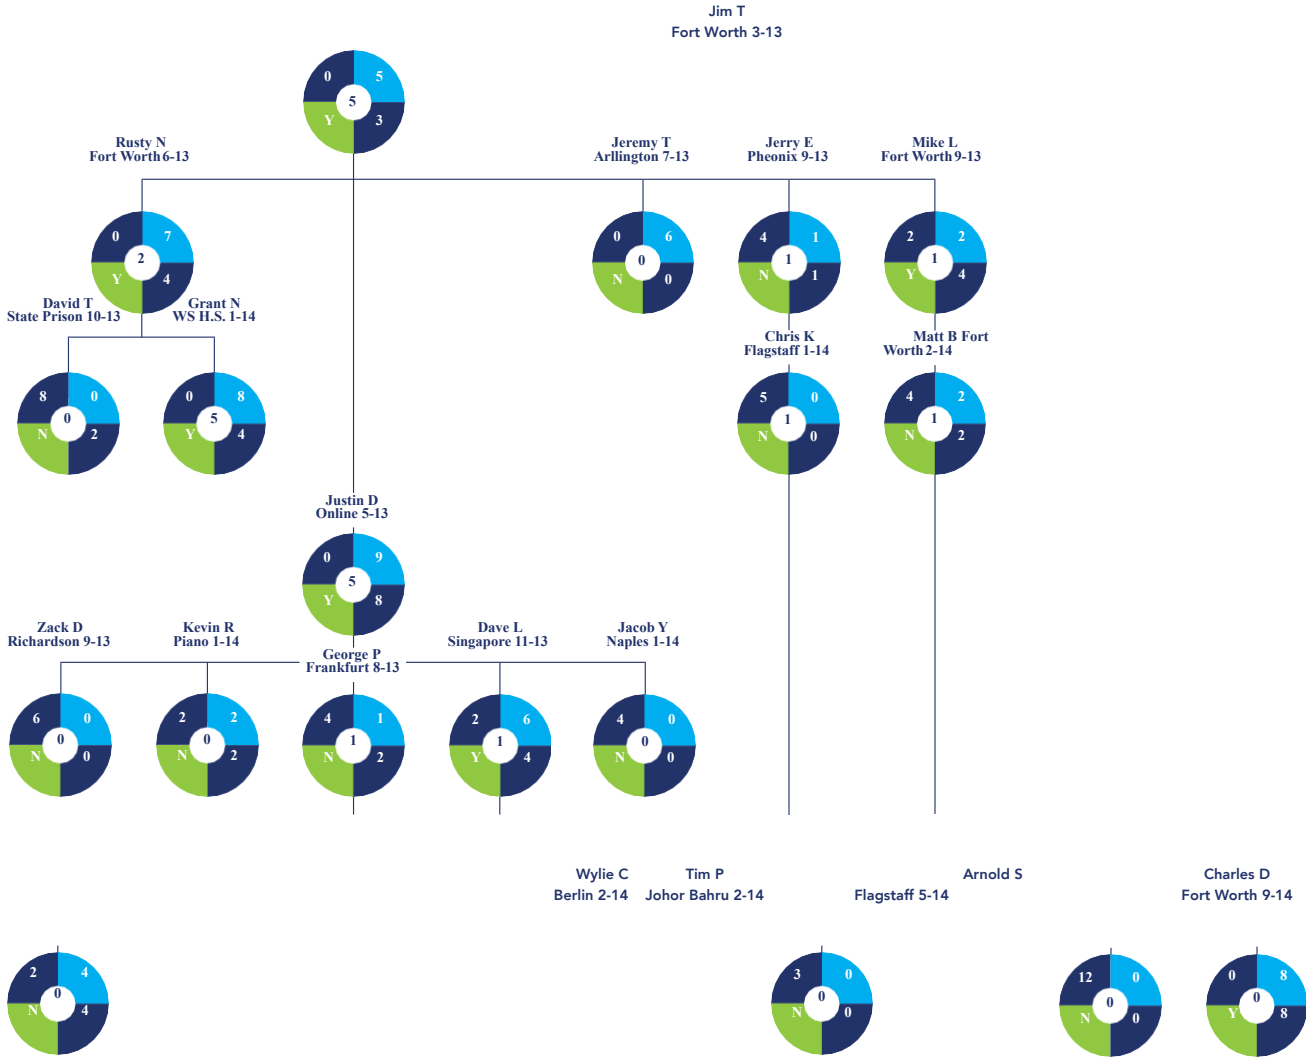 Jim T
Fort Worth 3-13
0 5
5
Y 3
Rusty N
Fort Worth 6-13
Jeremy T
Arllington 7-13
Jerry E
Pheonix 9-13
Mike L
Fort Worth 9-13
0 7
2
Y 4
0 6
0
N 0
4 1
1
N 1
2 2
1
Y 4
David T
State Prison 10-13
Grant N
WS H.S. 1-14
Chris K
Flagstaff 1-14
Matt B Fort
Worth 2-14
8 0
0
N 2
0 8
5
Y 4
5 0
1
N 0
4 2
1
N 2
Justin D
Online 5-13
0 9
5
Y 8
Zack D
Richardson 9-13
Kevin R
Piano 1-14
George P
Frankfurt 8-13
Dave L
Singapore 11-13
Jacob Y
Naples 1-14
6 0
0
N 0
2 2
0
N 2
4 1
1
N 2
2 6
1
Y 4
4 0
0
N 0
Wylie C
Berlin 2-14
Tim P
Johor Bahru 2-14
Arnold S
Flagstaff 5-14
Charles D
Fort Worth 9-14
2 4
0
N 4
3 0
0
N 0
12 0
0
N 0
0 8
0
Y 8